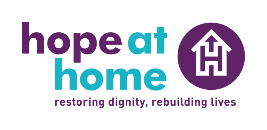 hope at
home
restoring dignity, rebuilding lives